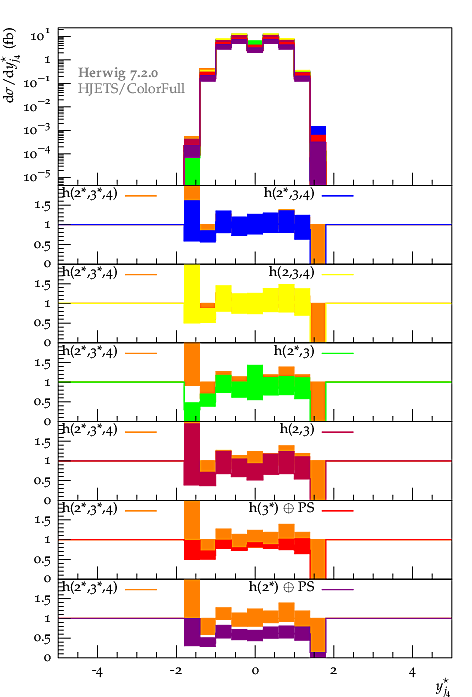 dσ/dy*j4 (fb)
10^1
1
10^−1
10^−2
10^−3
10^−4
10^−5
Herwig 7.2.0
HJETS/ColorFull
h(2*,3*,4) h(2*,3,4)
1.5
1
0.5
0
h(2*,3*,4) h(2,3,4)
1.5
1
0.5
0
h(2*,3*,4) h(2*,3)
1.5
1
0.5
0
h(2*,3*,4) h(2,3)
1.5
1
0.5
0
h(2*,3*,4) h(3*) ⊕ PS
1.5
1
0.5
0
h(2*,3*,4) h(2*) ⊕ PS
1.5
1
0.5
0
-4 -2 0 2 4
y*j4